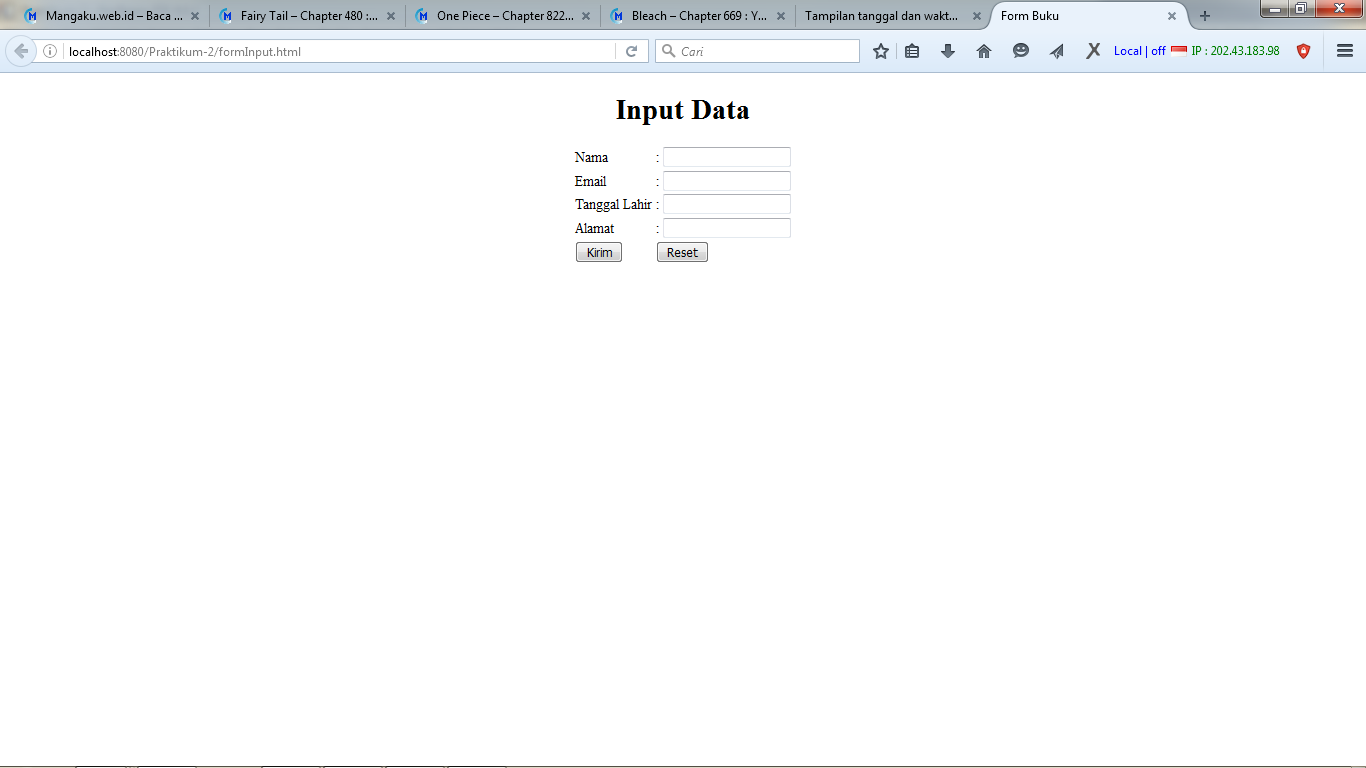 Mangaku.web.id – Baca ...
Fairy Tail – Chapter 480 :...
One Piece – Chapter 822...
Bleach – Chapter 669 : Y...
Tampilan tanggal dan wakt...
Form Buku
localhost:8080/Praktikum-2/formInput.html
Cari
Local | off
IP : 202.43.183.98
Input Data
Nama :
Email :
Tanggal Lahir :
Alamat :
Kirim Reset